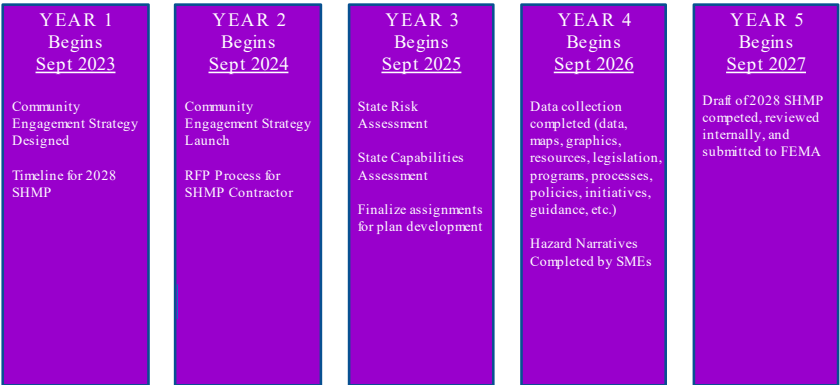 YEAR 1
Begins
Sept 2023
Community
Engagement Strategy
Designed
Timeline for 2028
SHMP
YEAR 2
Begins
Sept 2024
Community
Engagement Strategy
Launch
RFP Process for
SHMP Contractor
YEAR 3
Begins
Sept 2025
State Risk
Assessment
State Capabilities
Assessment
Finalize assignments
for plan development
YEAR 4
Begins
Sept 2026
Data collection
completed (data,
maps, graphics,
resources, legislation,
programs, processes,
policies, initiatives,
guidance, etc.)
Hazard Narratives
Completed by SMEs
YEAR 5
Begins
Sept 2027
Draft of 2028 SHMP
competed, reviewed
internally, and
submitted to FEMA